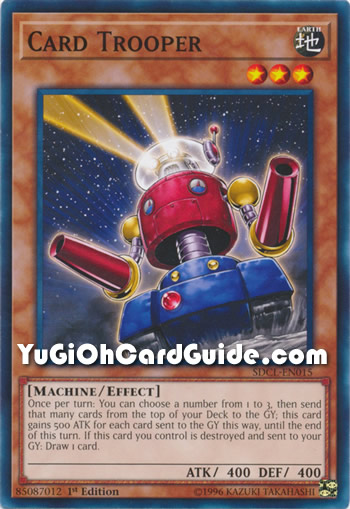 CARD TROOPER
EARTH
地
YuGiOhCardGuide.com
SDCL-EN015
[MACHINE/EFFECT]
Once per turn: You can choose a number from 1 to 3, then send
that many cards from the top of your Deck to the GY; this card
gains 500 ATK for each card sent to the GY this way, until the
end of this turn. If this card you control is destroyed and sent to
your GY: Draw 1 card.
ATK/ 400 DEF/ 400
85087012 1st Edition ©1996 KAZUKI TAKAHASHI